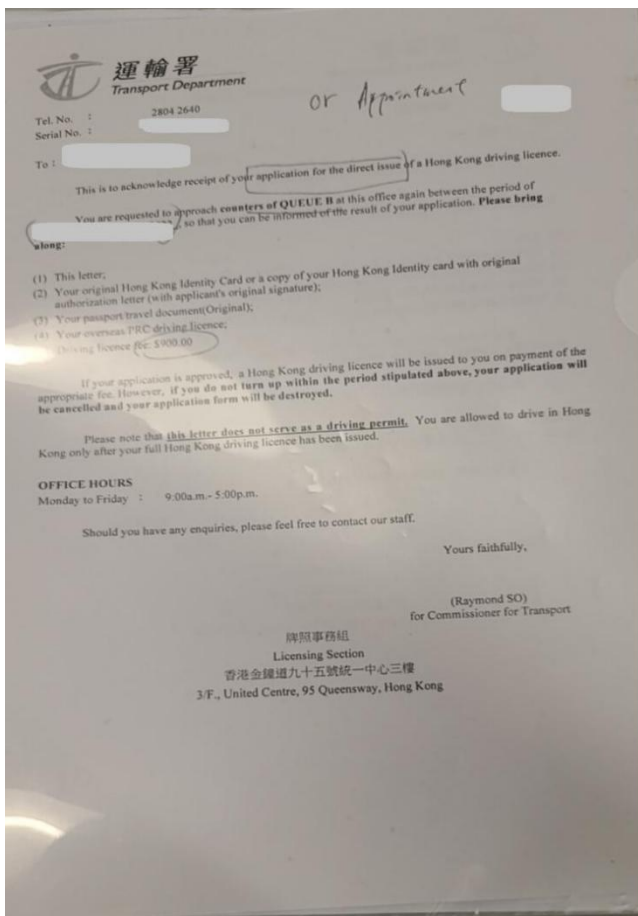 運輸署
Transport Department
or Appointment
Tel. No. : 2804 2640
Serial No. :
To :
This is to acknowledge receipt of your application for the direct issue of a Hong Kong driving licence.
You are requested to approach counters of QUEUE B at this office again between the period of
, so that you can be informed of the result of your application. Please bring
along:
(1) This letter;
(2) Your original Hong Kong Identity Card or a copy of your Hong Kong Identity card with original
authorization letter (with applicant's original signature);
(3) Your passport/travel document(Original);
(4) Your overseas PRC driving licence;
Driving licence fee: $900.00
If your application is approved, a Hong Kong driving licence will be issued to you on payment of the
appropriate fee. However, if you do not turn up within the period stipulated above, your application will
be cancelled and your application form will be destroyed.
Please note that this letter does not serve as a driving permit. You are allowed to drive in Hong
Kong only after your full Hong Kong driving licence has been issued.
OFFICE HOURS
Monday to Friday : 9:00a.m.- 5:00p.m.
Should you have any enquiries, please feel free to contact our staff.
Yours faithfully,
(Raymond SO)
for Commissioner for Transport
牌照事務組
Licensing Section
香港金鐘道九十五號統一中心三樓
3/F., United Centre, 95 Queensway, Hong Kong